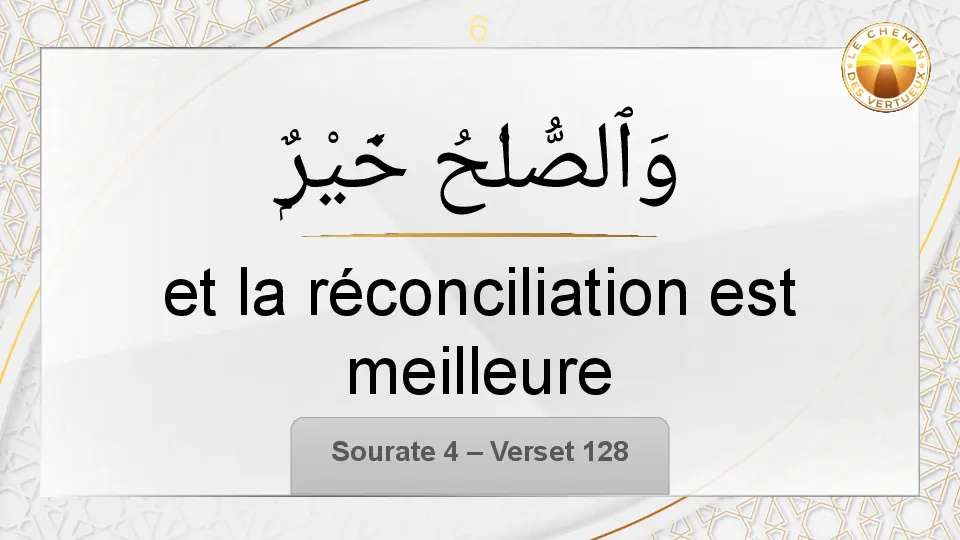 6
LE CHEMIN
DES VERTUEUX
وَٱلصُّلْحُ خَيْرٌۭ
et la réconciliation est
meilleure
Sourate 4 – Verset 128